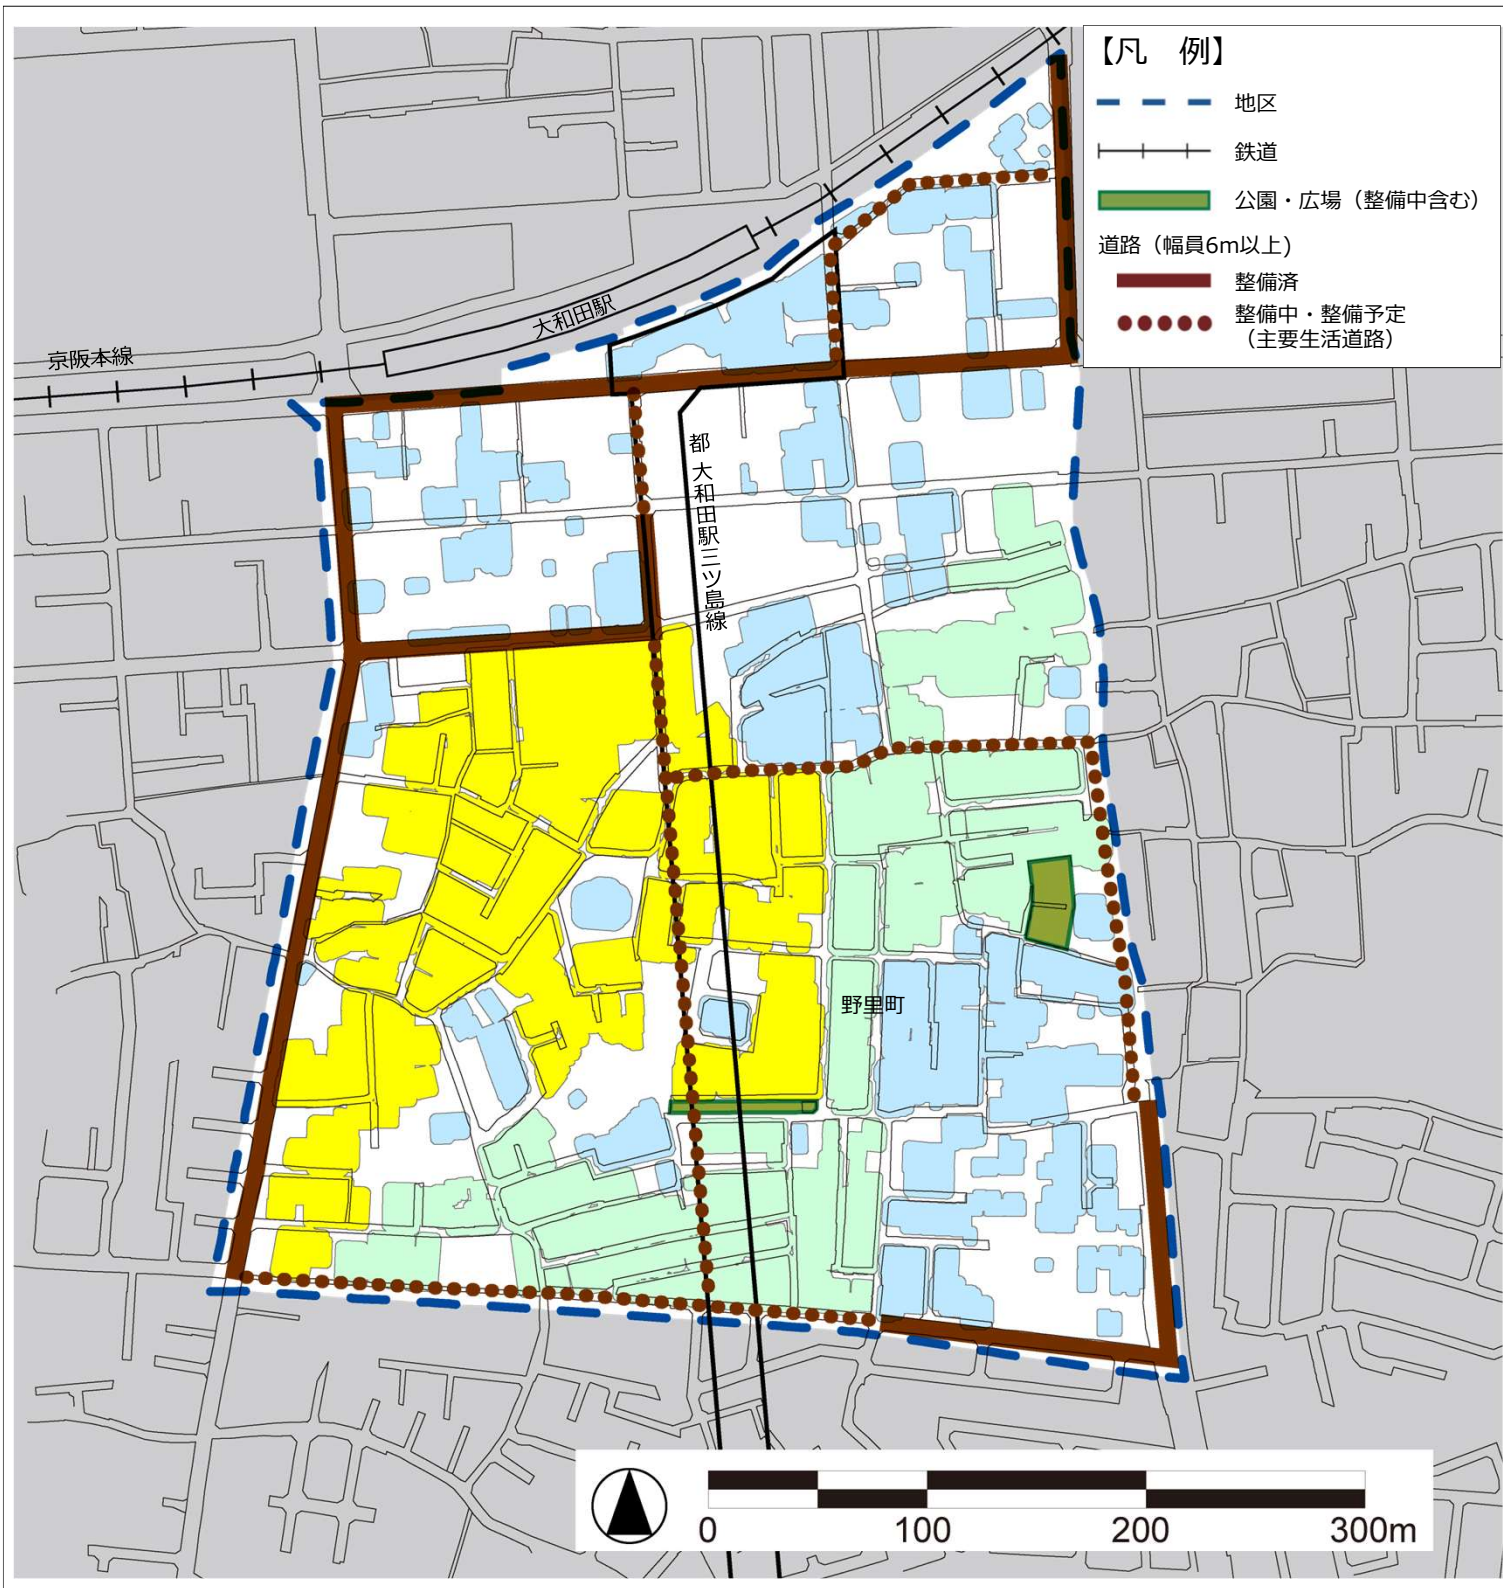 【凡　例】
地区
鉄道
公園・広場（整備中含む）
道路（幅員6m以上)
整備済
整備中・整備予定
（主要生活道路）
大和田駅
京阪本線
都 大和田駅三ツ島線
野里町
0 100 200 300m